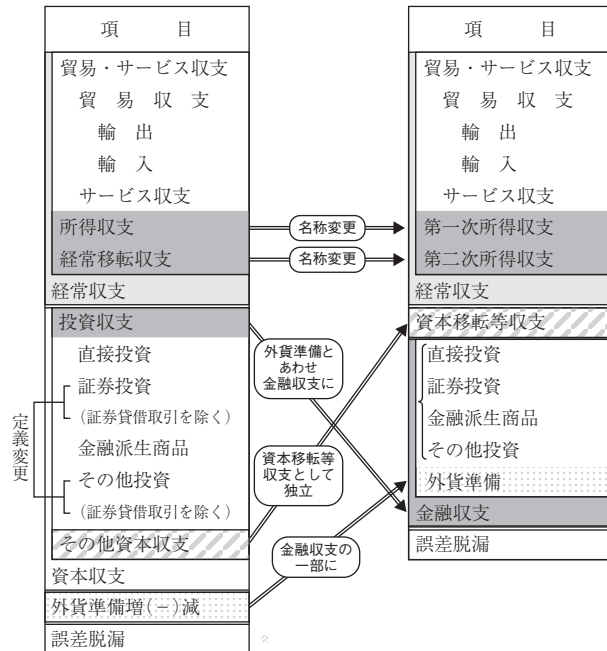 項　　目
貿易・サービス収支
貿　易　収　支
輸　出
輸　入
サービス収支
所得収支
経常移転収支
経常収支
投資収支
直接投資
証券投資
（証券貸借取引を除く）
金融派生商品
その他投資
（証券貸借取引を除く）
その他資本収支
資本収支
外貨準備増（－）減
誤差脱漏
定義変更
名称変更
名称変更
外貨準備と
あわせ
金融収支に
資本移転等
収支として
独立
金融収支の
一部に
項　　目
貿易・サービス収支
貿　易　収　支
輸　出
輸　入
サービス収支
第一次所得収支
第二次所得収支
経常収支
資本移転等収支
直接投資
証券投資
金融派生商品
その他投資
外貨準備
金融収支
誤差脱漏